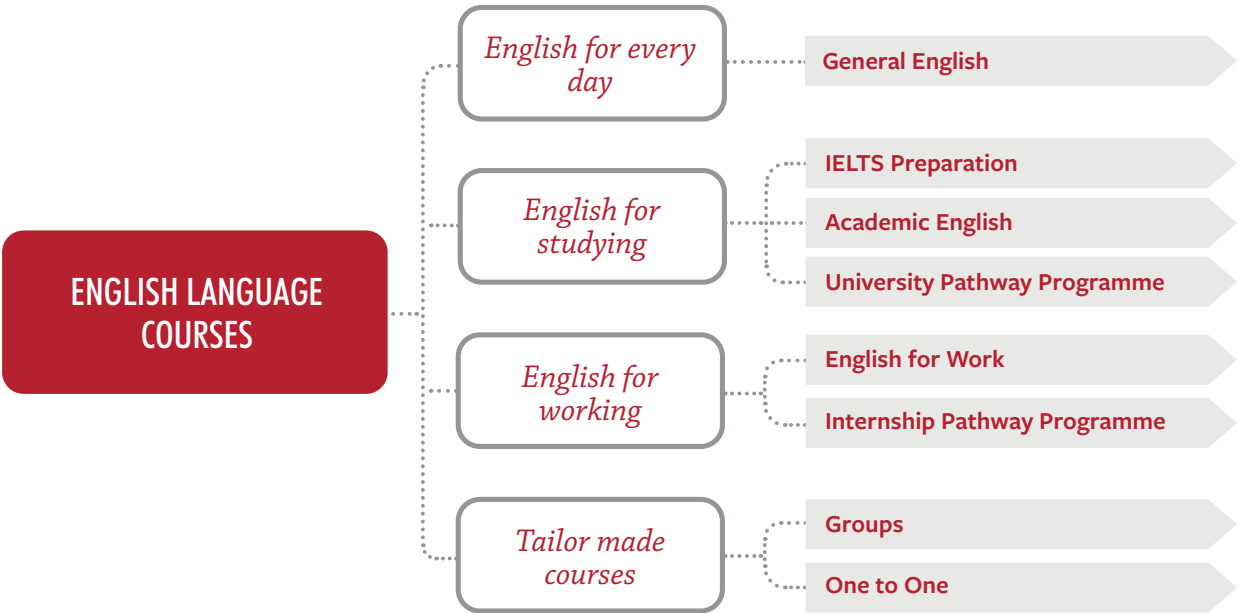 ENGLISH LANGUAGE
COURSES
English for every
day
General English
English for
studying
IELTS Preparation
Academic English
University Pathway Programme
English for
working
English for Work
Internship Pathway Programme
Tailor made
courses
Groups
One to One